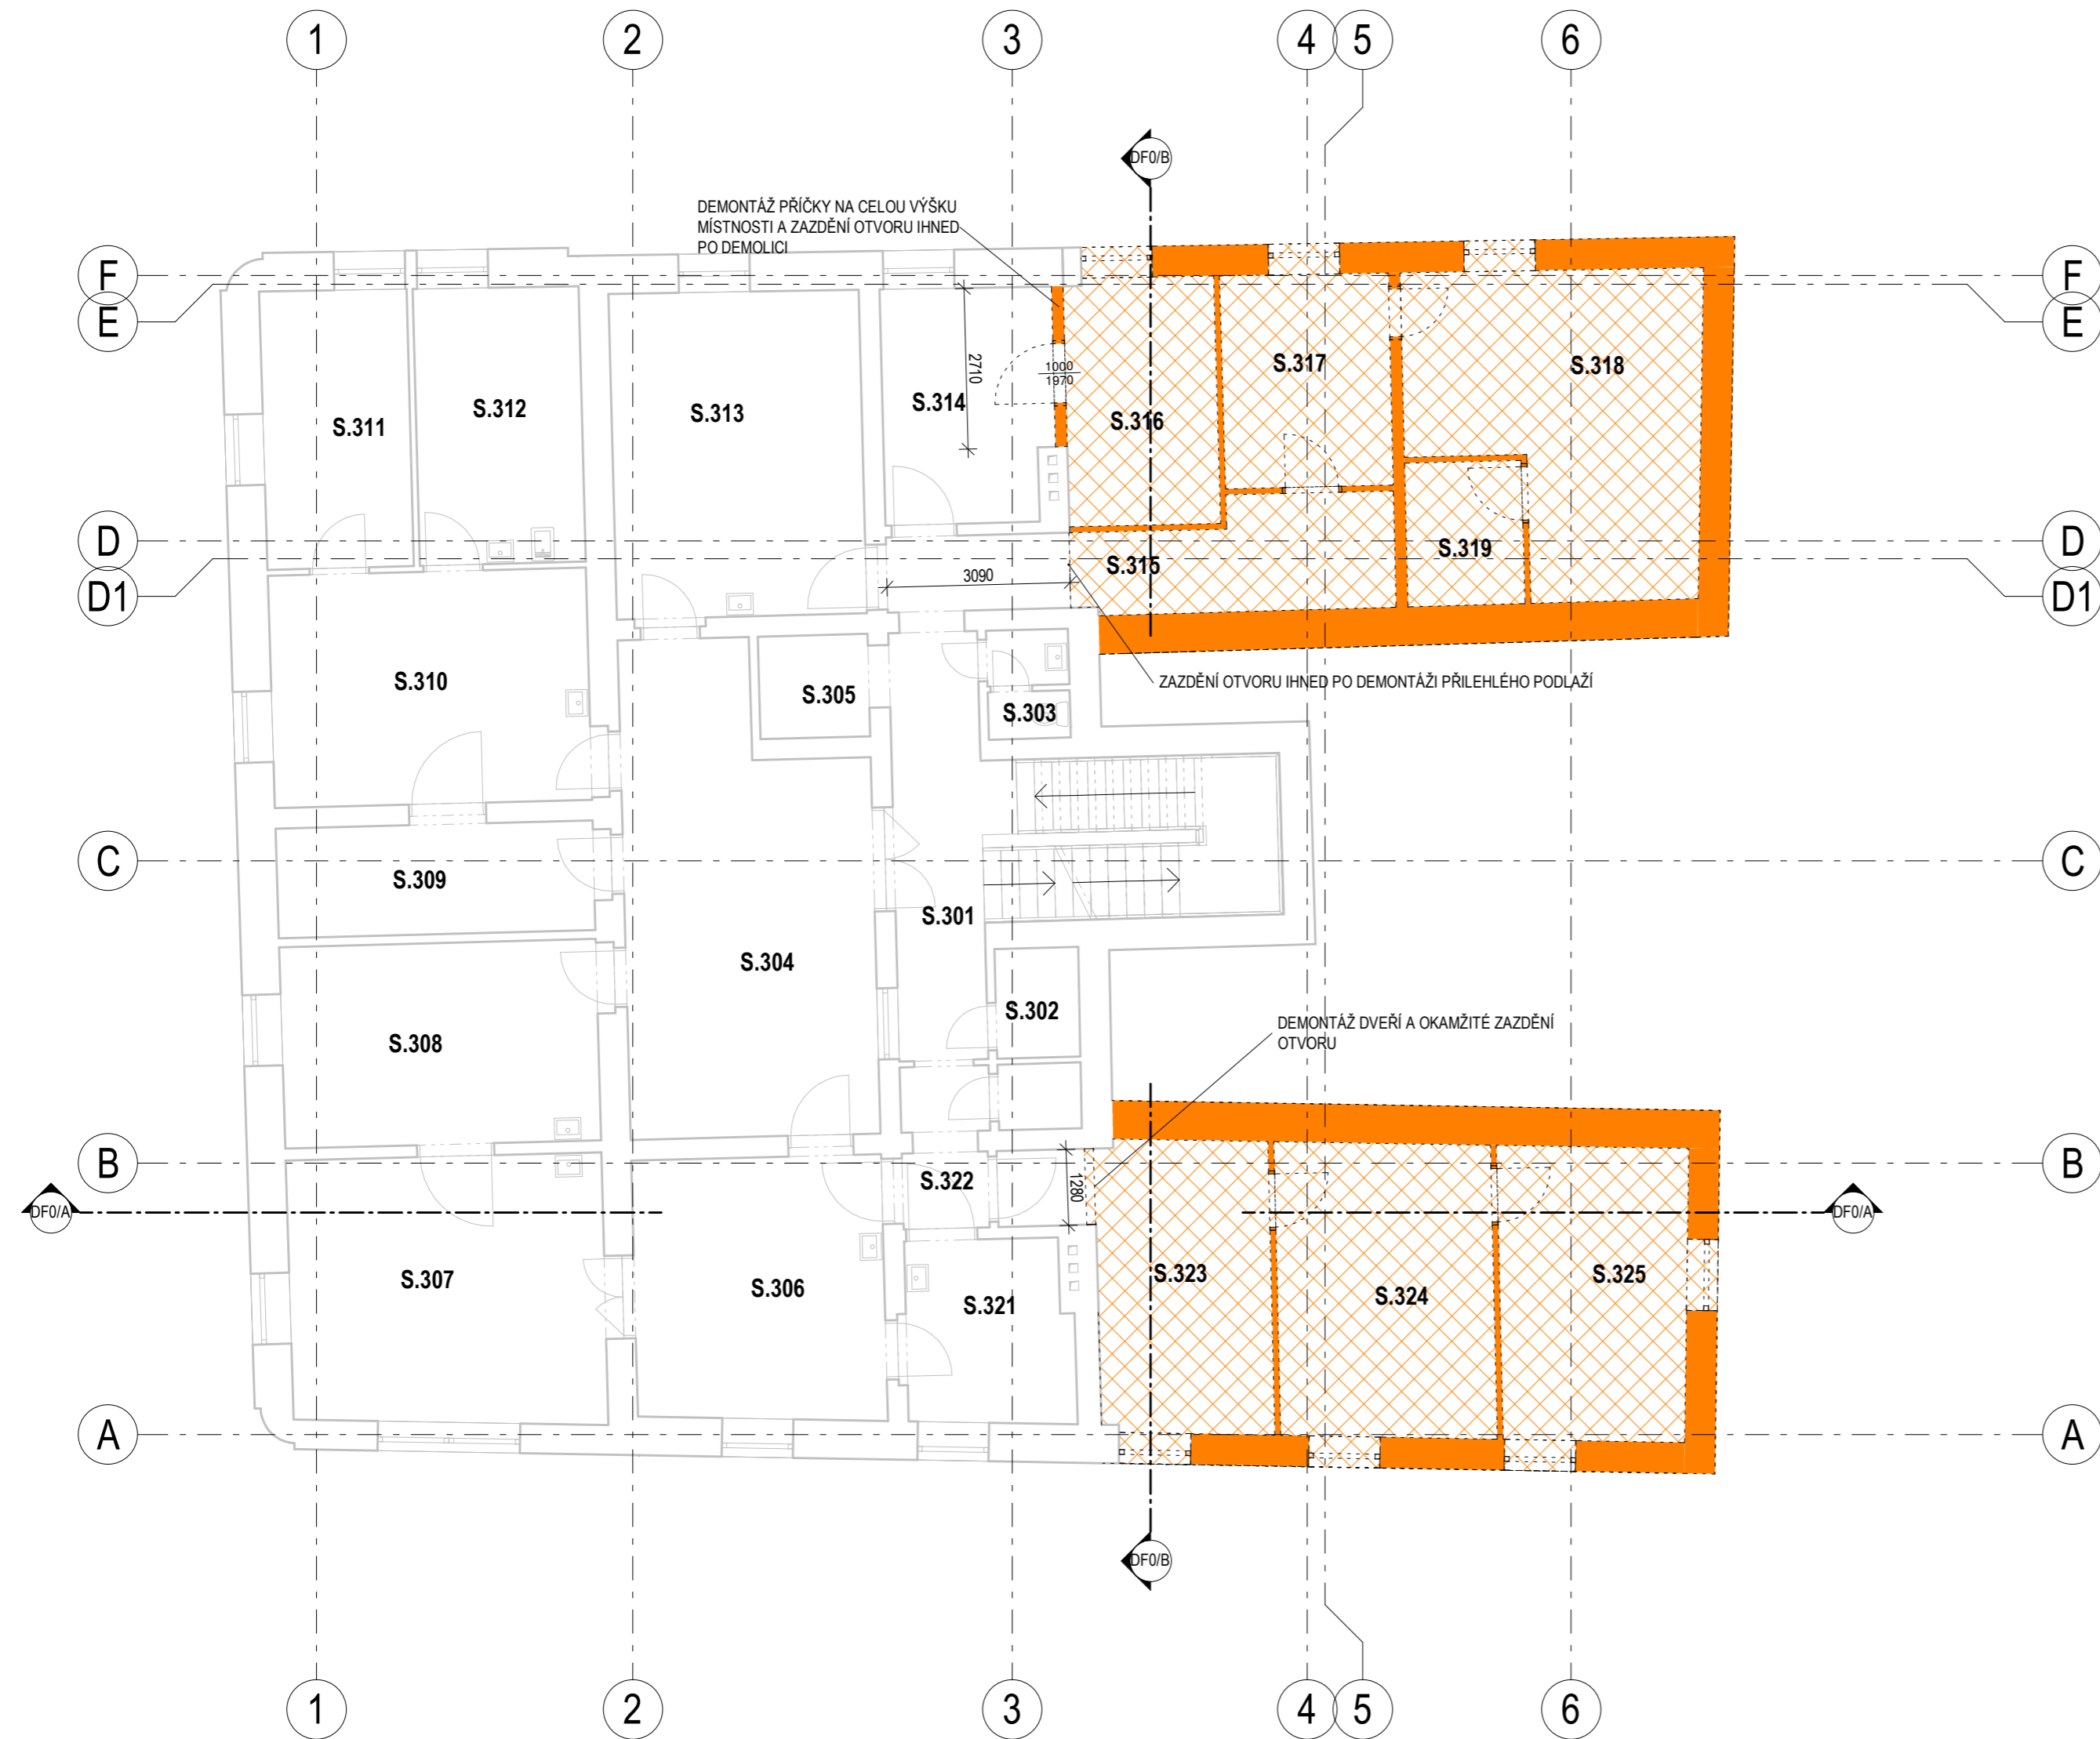 1
2
3
4
5
6
DF0/B
DEMONTÁŽ PŘÍČKY NA CELOU VÝŠKU
MÍSTNOSTI A ZAZDĚNÍ OTVORU IHNED
PO DEMOLICI
F
F
E
E
2710
1000
1970
S.317
S.318
S.311
S.312
S.313
S.314
S.316
D
D
S.319
S.315
3090
D1
D1
S.310
S.305
S.303
ZAZDĚNÍ OTVORU IHNED PO DEMONTÁŽI PŘILEHLÉHO PODLAŽÍ
C
C
S.309
S.301
S.304
S.302
S.308
DEMONTÁŽ DVEŘÍ A OKAMŽITÉ ZAZDĚNÍ
OTVORU
B
B
S.322
1280
DF0/A
DF0/A
S.307
S.306
S.321
S.323
S.324
S.325
A
A
DF0/B
1
2
3
4
5
6